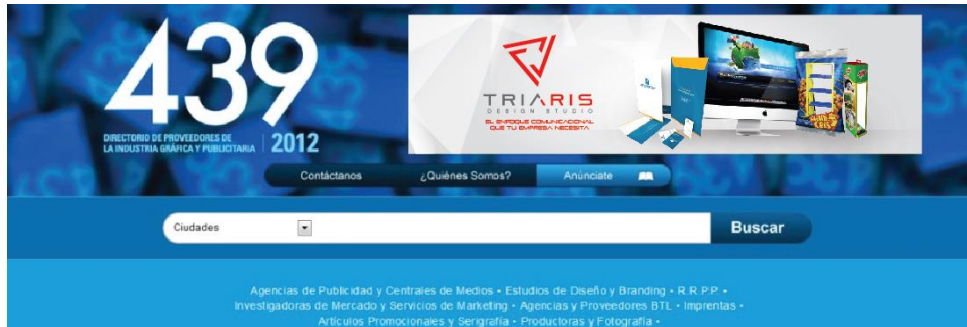 439
DIRECTORIO DE PROVEEDORES DE
LA INDUSTRIA GRÁFICA Y PUBLICITARIA
2012
TRIARIS
DESIGN STUDIO
EL ENFOQUE COMUNICACIONAL
QUE TU EMPRESA NECESITA
Contáctanos
¿Quiénes Somos?
Anúnciate
Ciudades
Buscar
Agencias de Publicidad y Centrales de Medios • Estudios de Diseño y Branding • R.R.P.P. •
Investigadoras de Mercado y Servicios de Marketing • Agencias y Proveedores BTL • Imprentas •
Artículos Promocionales y Serigrafía • Productoras y Fotografía •